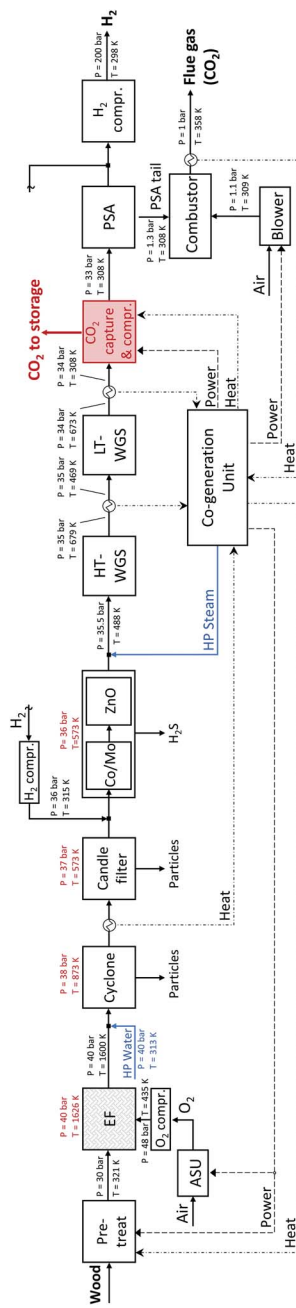 Wood
Pre-
treat
P = 30 bar
T = 321 K
P = 40 bar
T = 1626 K
EF
P = 48 bar
T = 435 K
O2 compr.
O2
ASU
Air
P = 40 bar
T = 1600 K
HP Water
P = 40 bar
T = 313 K
P = 38 bar
T = 873 K
Cyclone
Particles
P = 37 bar
T = 573 K
Candle
filter
Particles
H2
H2 compr.
P = 36 bar
T = 315 K
P= 36 bar
T=573 K
Co/Mo
ZnO
H2S
P = 35.5 bar
T = 488 K
HP Steam
HT-
WGS
P = 35 bar
T = 679 K
P = 35 bar
T = 469 K
LT-
WGS
P = 34 bar
T = 673 K
P = 34 bar
T = 308 K
CO2 to storage
CO2
capture
& compr.
P = 33 bar
T = 308 K
PSA
H2
compr.
P = 200 bar
T = 298 K
H2
P = 1.3 bar
T = 308 K
PSA tail
Combustor
P = 1 bar
T = 358 K
Flue gas
(CO2)
P = 1.1 bar
T = 309 K
Air
Blower
Co-generation
Unit
Power
Heat
Power
Heat
Heat
Power
Heat